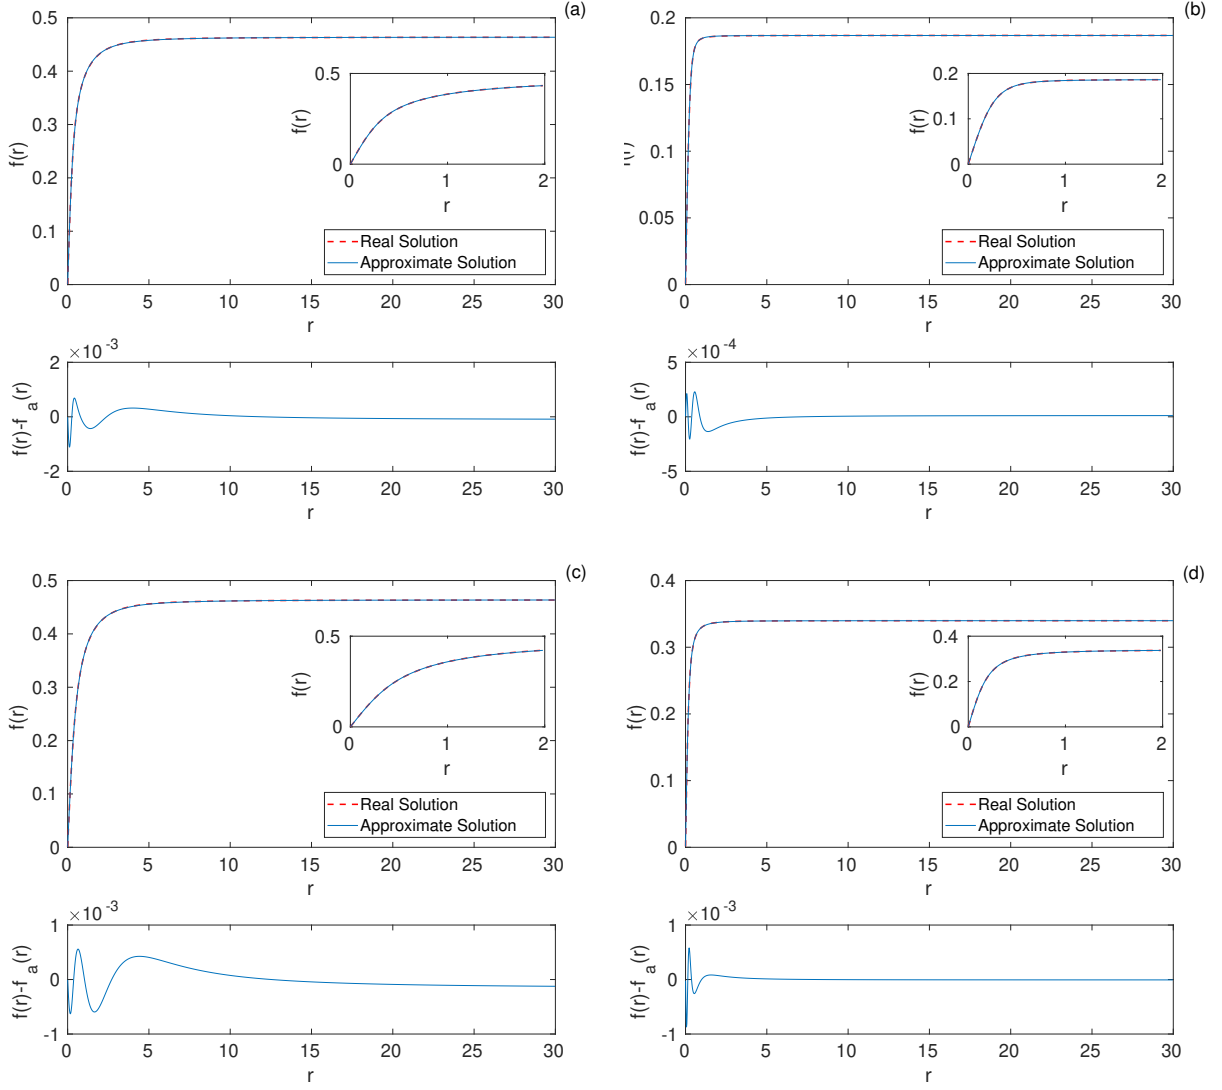 (a)
0.5
0.4
0.3
0.2
0.1
0
f(r)
0 5 10 15 20 25 30
r
0.5
0
f(r)
0 1 2
r
Real Solution
Approximate Solution
×10-3
2
0
-2
f(r)-f a(r)
0 5 10 15 20 25 30
r
(b)
0.2
0.15
0.1
0.05
0
0 5 10 15 20 25 30
r
0.2
0.1
0
f(r)
0 1 2
r
Real Solution
Approximate Solution
×10-4
5
0
-5
f(r)-f a(r)
0 5 10 15 20 25 30
r
(c)
0.5
0.4
0.3
0.2
0.1
0
f(r)
0 5 10 15 20 25 30
r
0.5
0
f(r)
0 1 2
r
Real Solution
Approximate Solution
×10-3
1
0
-1
f(r)-f a(r)
0 5 10 15 20 25 30
r
(d)
0.4
0.3
0.2
0.1
0
f(r)
0 5 10 15 20 25 30
r
0.4
0.2
0
f(r)
0 1 2
r
Real Solution
Approximate Solution
×10-3
1
0
-1
f(r)-f a(r)
0 5 10 15 20 25 30
r